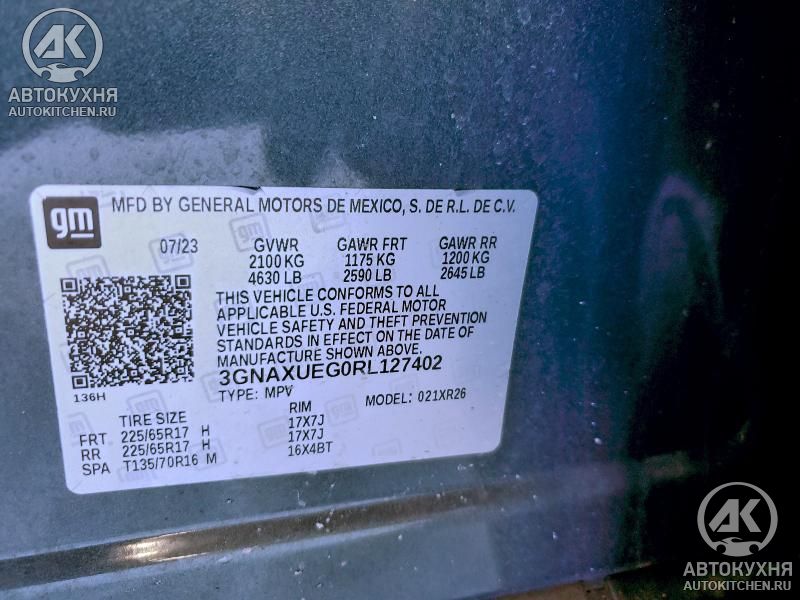 AK
АВТОКУХНЯ
AUTOKITCHEN.RU
gm MFD BY GENERAL MOTORS DE MEXICO, S. DE R.L. DE C.V.
07/23 GVWR GAWR FRT GAWR RR
2100 KG 1175 KG 1200 KG
4630 LB 2590 LB 2645 LB
THIS VEHICLE CONFORMS TO ALL
APPLICABLE U.S. FEDERAL MOTOR
VEHICLE SAFETY AND THEFT PREVENTION
STANDARDS IN EFFECT ON THE DATE OF
MANUFACTURE SHOWN ABOVE.
3GNAXUEG0RL127402
136H TYPE: MPV MODEL: 021XR26
TIRE SIZE RIM
FRT 225/65R17 H 17X7J
RR 225/65R17 H 17X7J
SPA T135/70R16 M 16X4BT
AK
АВТОКУХНЯ
AUTOKITCHEN.RU